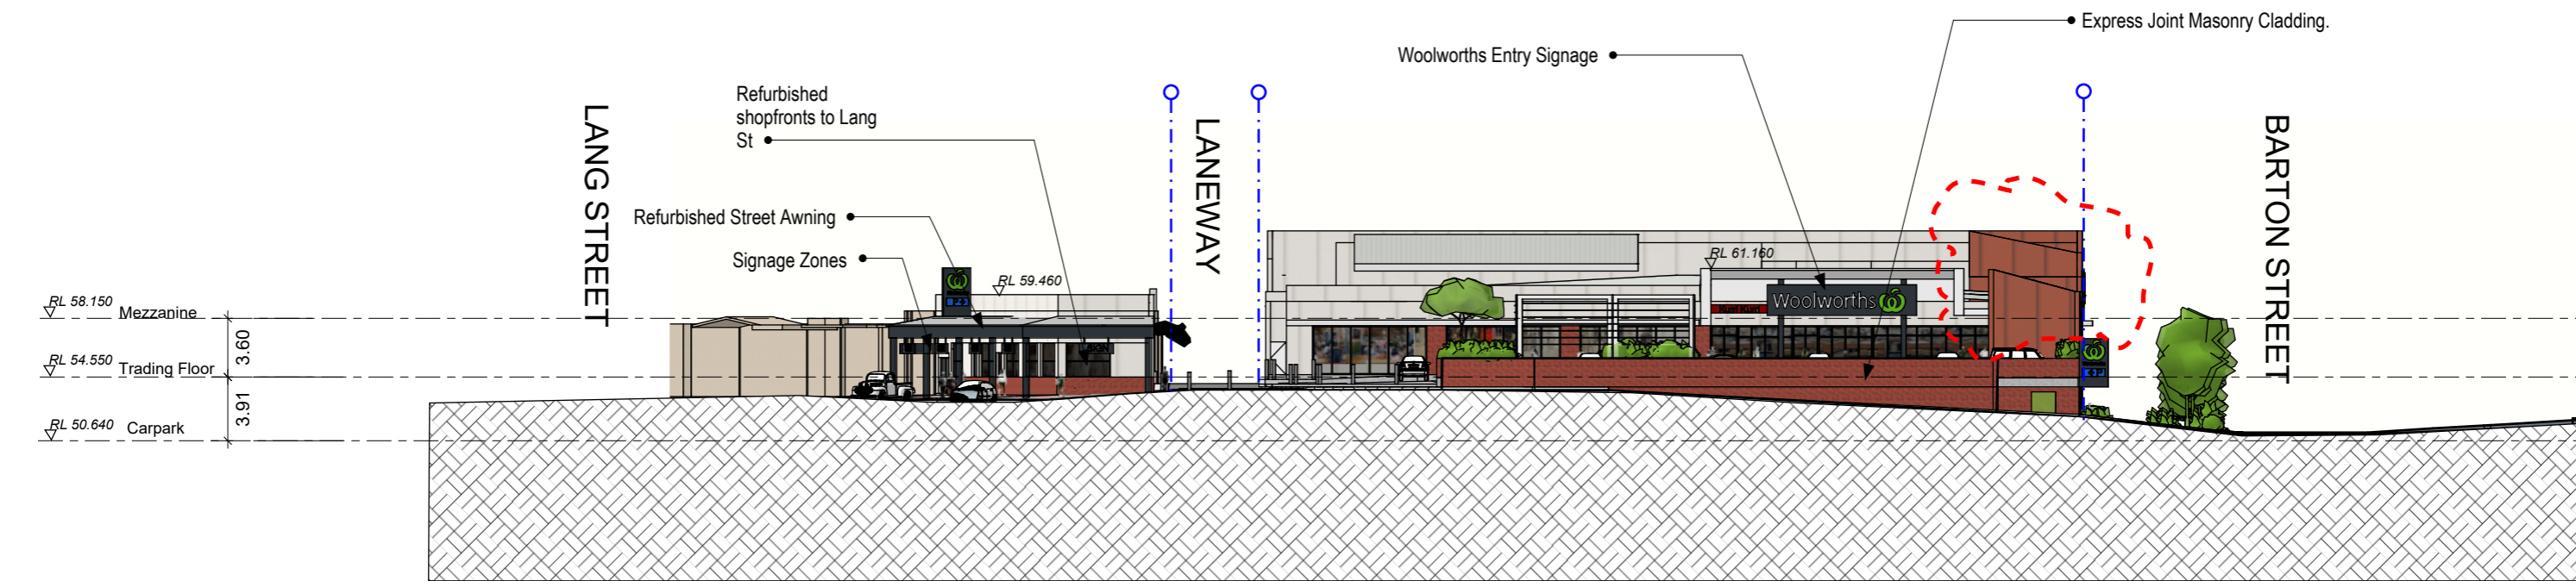 Express Joint Masonry Cladding.
Woolworths Entry Signage
Refurbished
shopfronts to Lang
St
LANG STREET
LANEWAY
BARTON STREET
Refurbished Street Awning
Signage Zones
RL 59.460
RL 61.160
Woolworths
RL 58.150
Mezzanine
3.60
RL 54.550
Trading Floor
3.91
RL 50.640
Carpark
SIGN
P
P